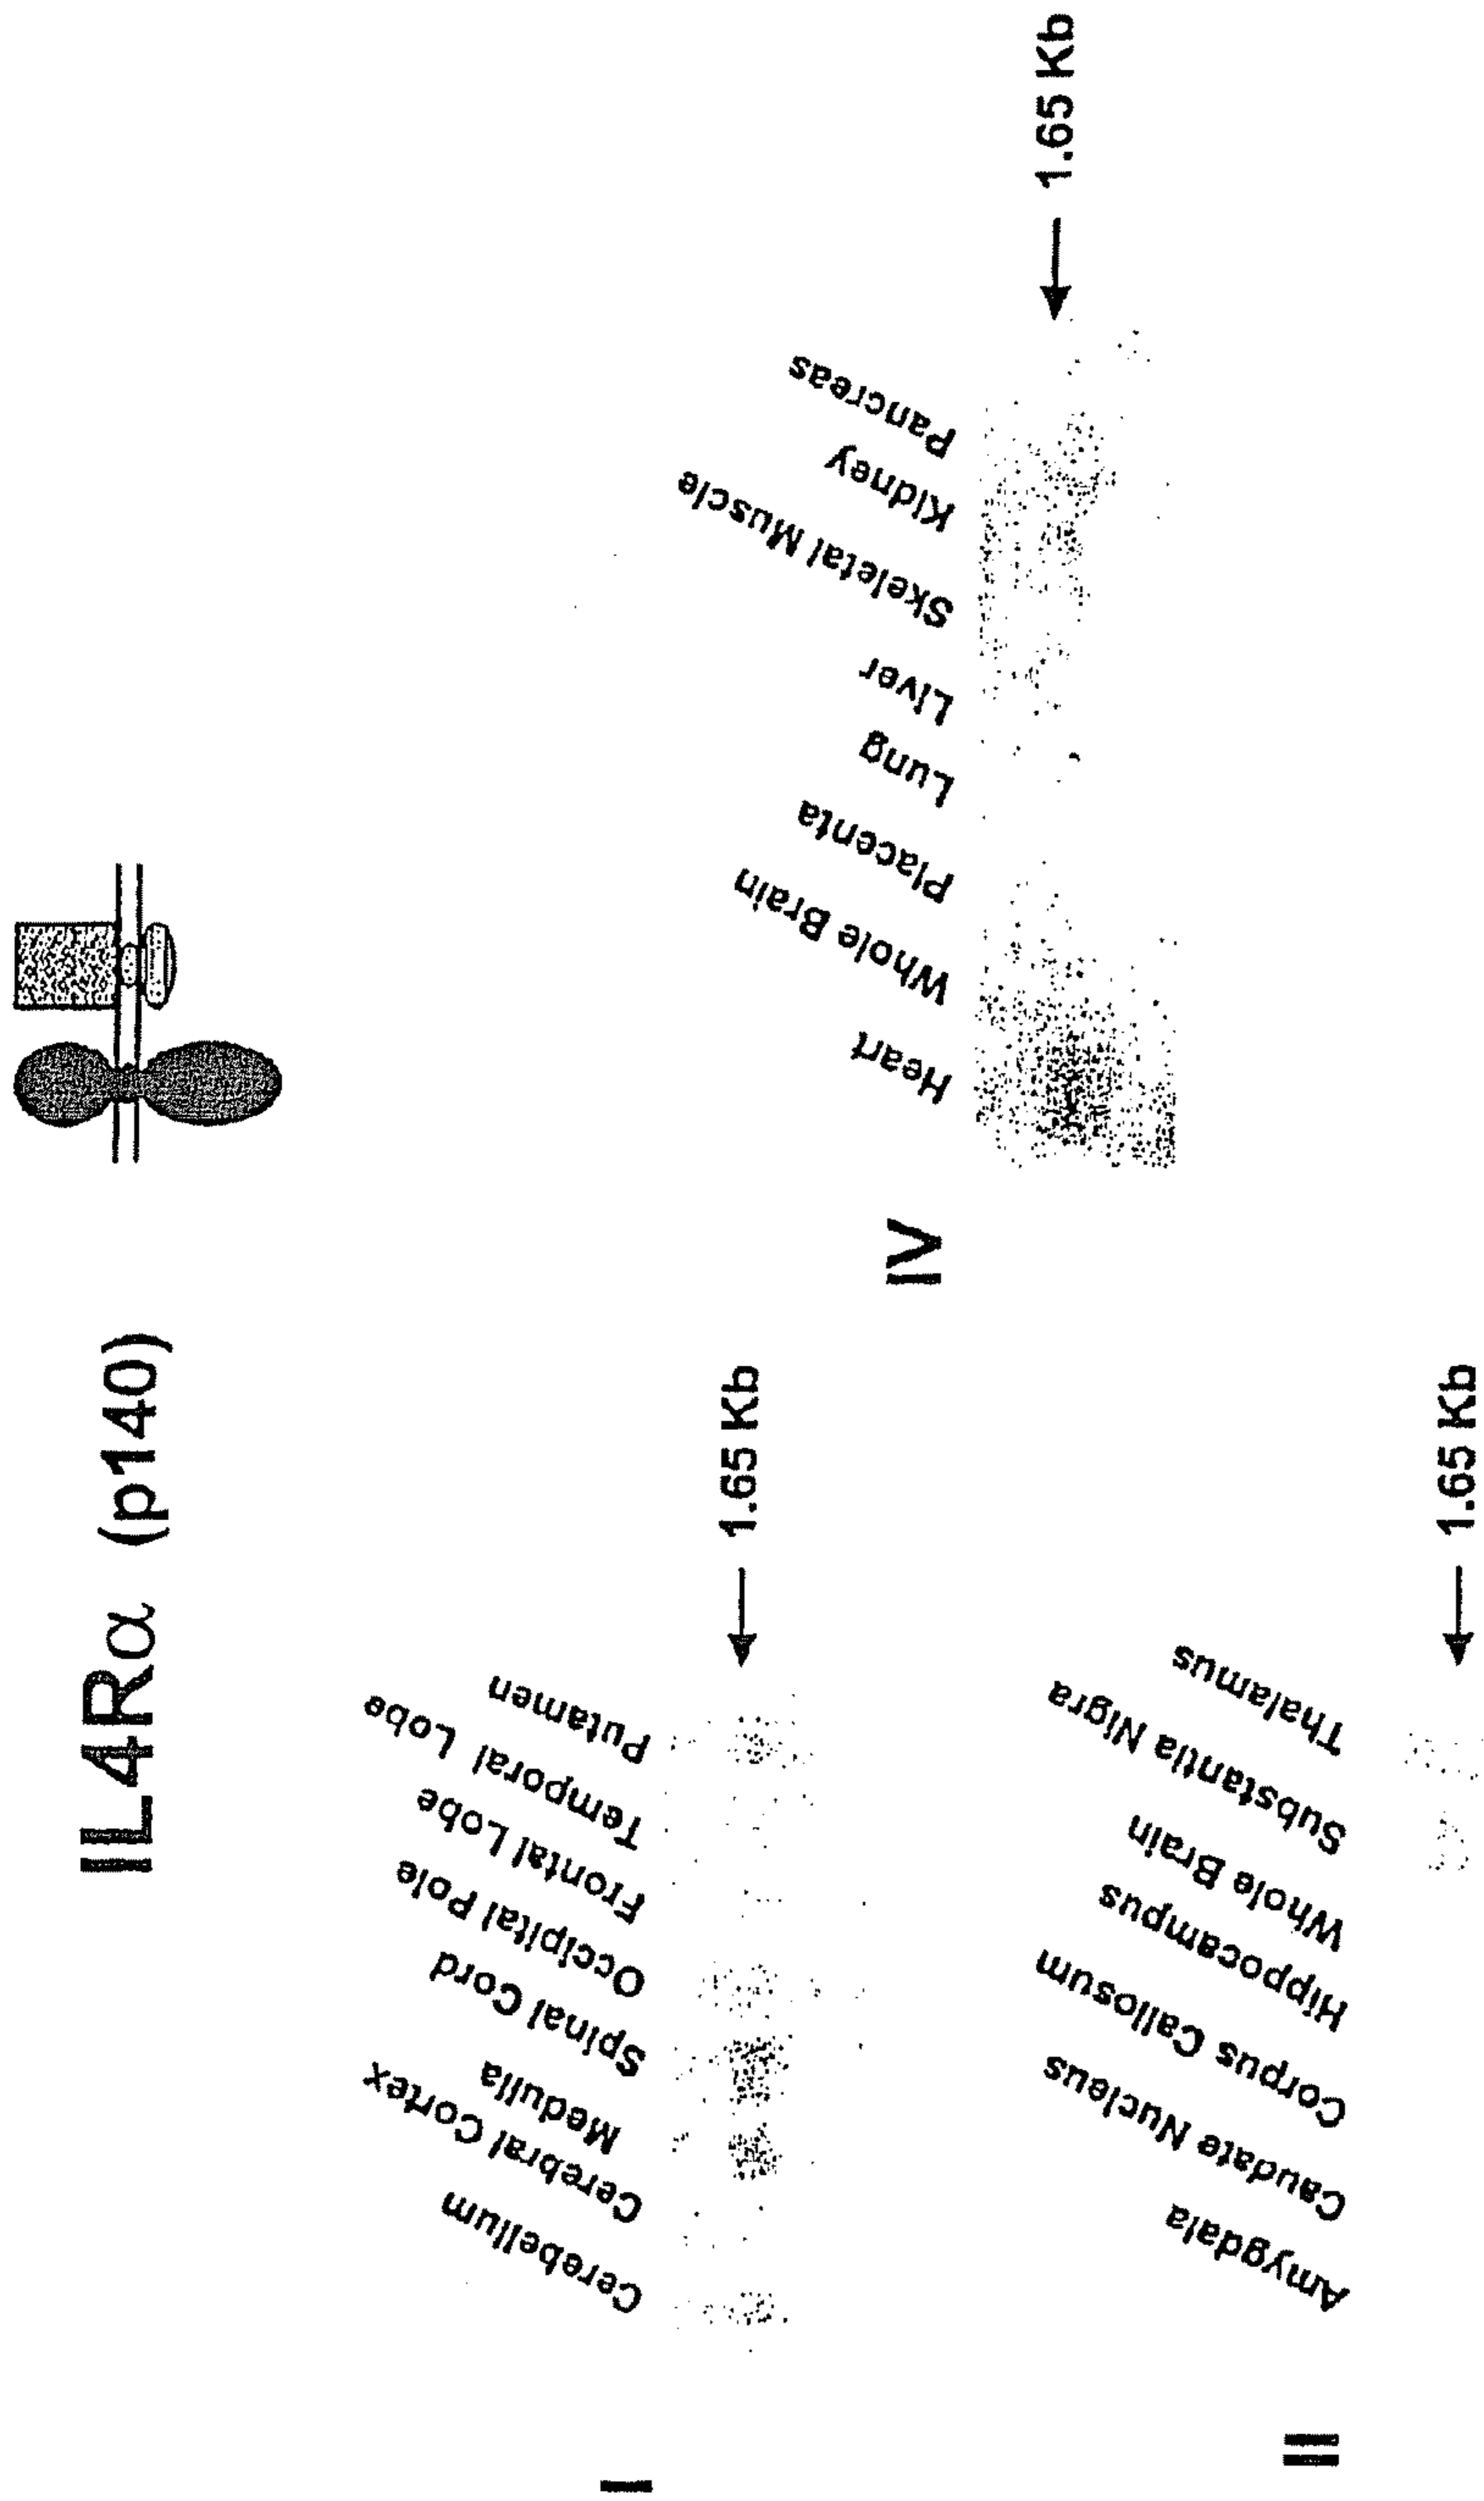 IL4Rα (p140)
I
Cerebellum
Cerebral Cortex
Medulla
Spinal Cord
Occipital Pole
Frontal Lobe
Temporal Lobe
Putamen
1.65 Kb
II
Amygdala
Caudate Nucleus
Corpus Callosum
Hippocampus
Whole Brain
Substantia Nigra
Thalamus
1.65 Kb
IV
Heart
Whole Brain
Placenta
Lung
Liver
Skeletal Muscle
Kidney
Pancreas
1.65 Kb